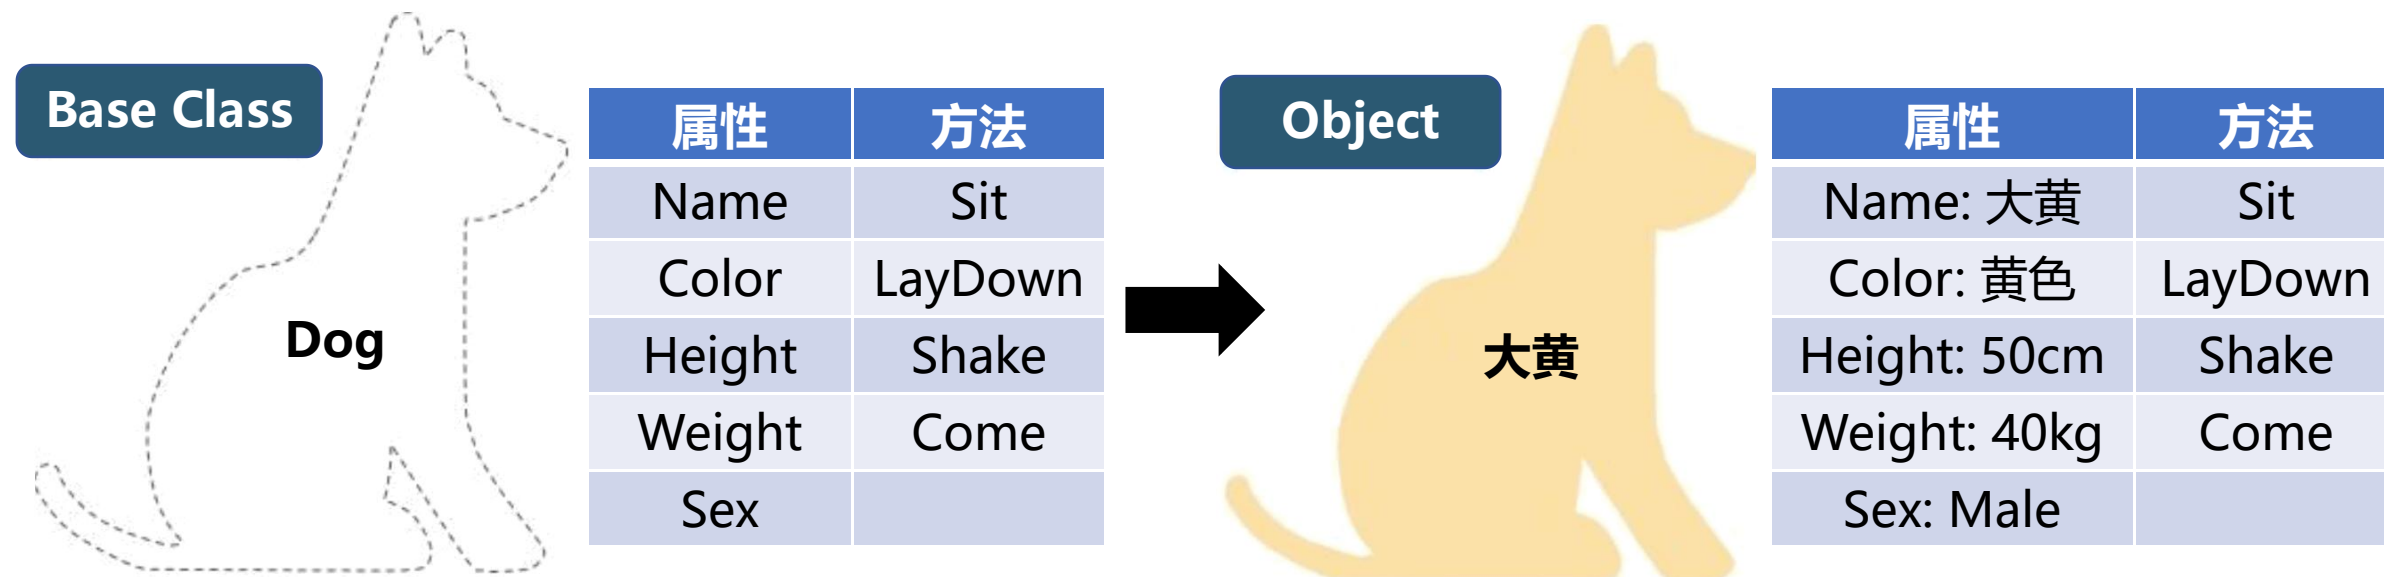 Base Class
Dog
属性 方法
Name Sit
Color LayDown
Height Shake
Weight Come
Sex
Object
大黄
属性 方法
Name: 大黄 Sit
Color: 黄色 LayDown
Height: 50cm Shake
Weight: 40kg Come
Sex: Male